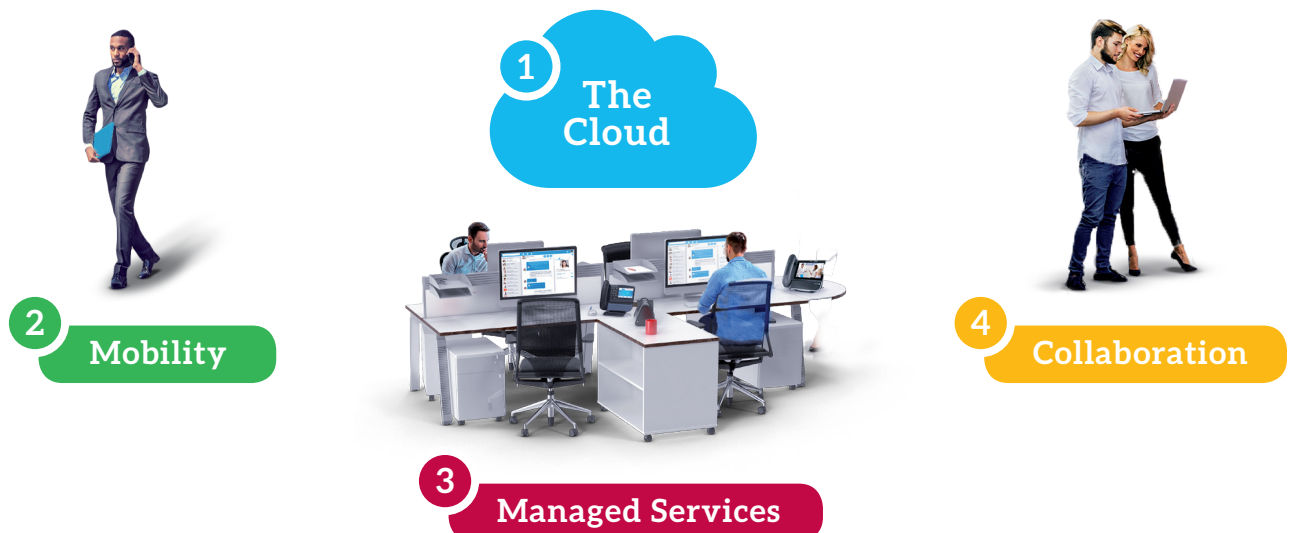 1
The
Cloud
2
Mobility
3
Managed Services
4
Collaboration